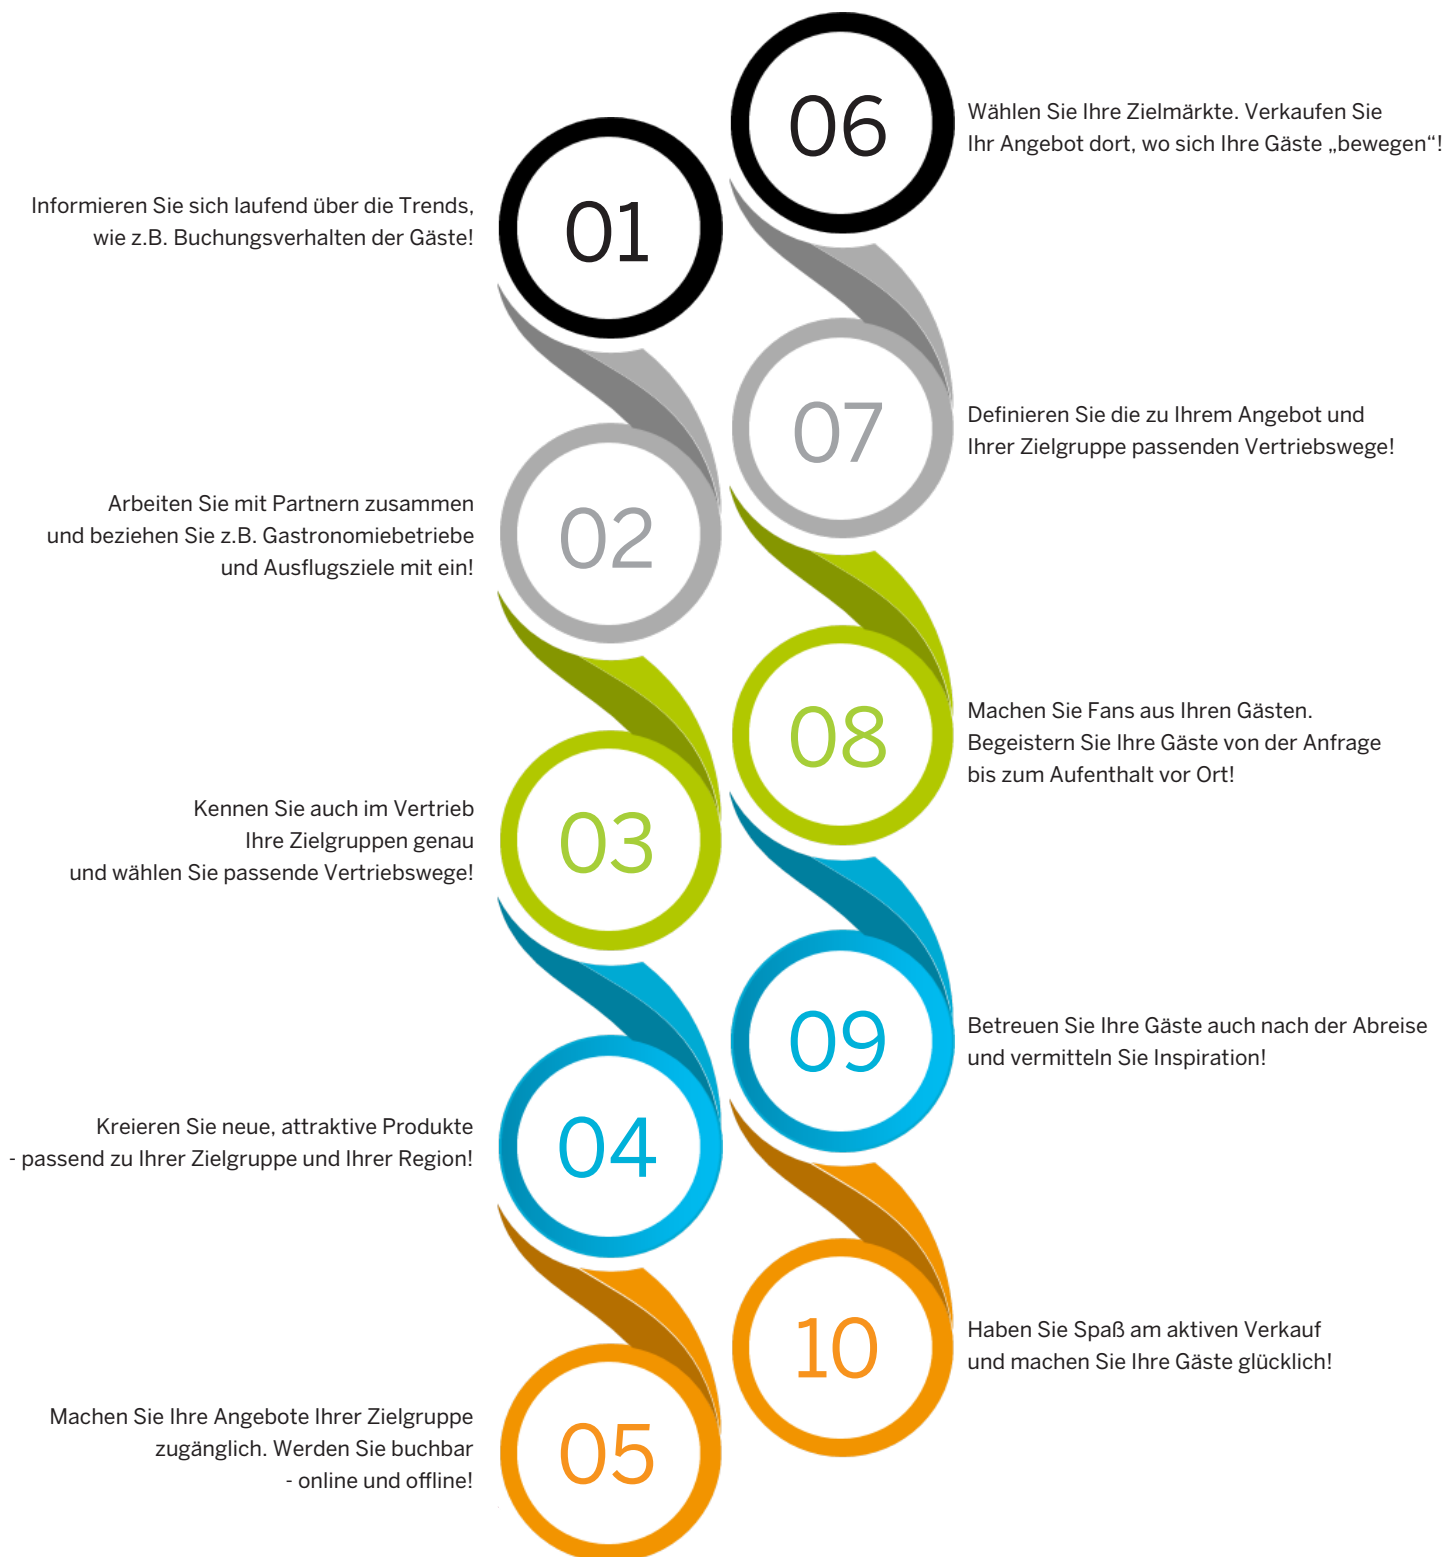 01
Informieren Sie sich laufend über die Trends,
wie z.B. Buchungsverhalten der Gäste!
02
Arbeiten Sie mit Partnern zusammen
und beziehen Sie z.B. Gastronomiebetriebe
und Ausflugsziele mit ein!
03
Kennen Sie auch im Vertrieb
Ihre Zielgruppen genau
und wählen Sie passende Vertriebswege!
04
Kreieren Sie neue, attraktive Produkte
- passend zu Ihrer Zielgruppe und Ihrer Region!
05
Machen Sie Ihre Angebote Ihrer Zielgruppe
zugänglich. Werden Sie buchbar
- online und offline!
06
Wählen Sie Ihre Zielmärkte. Verkaufen Sie
Ihr Angebot dort, wo sich Ihre Gäste „bewegen“!
07
Definieren Sie die zu Ihrem Angebot und
Ihrer Zielgruppe passenden Vertriebswege!
08
Machen Sie Fans aus Ihren Gästen.
Begeistern Sie Ihre Gäste von der Anfrage
bis zum Aufenthalt vor Ort!
09
Betreuen Sie Ihre Gäste auch nach der Abreise
und vermitteln Sie Inspiration!
10
Haben Sie Spaß am aktiven Verkauf
und machen Sie Ihre Gäste glücklich!